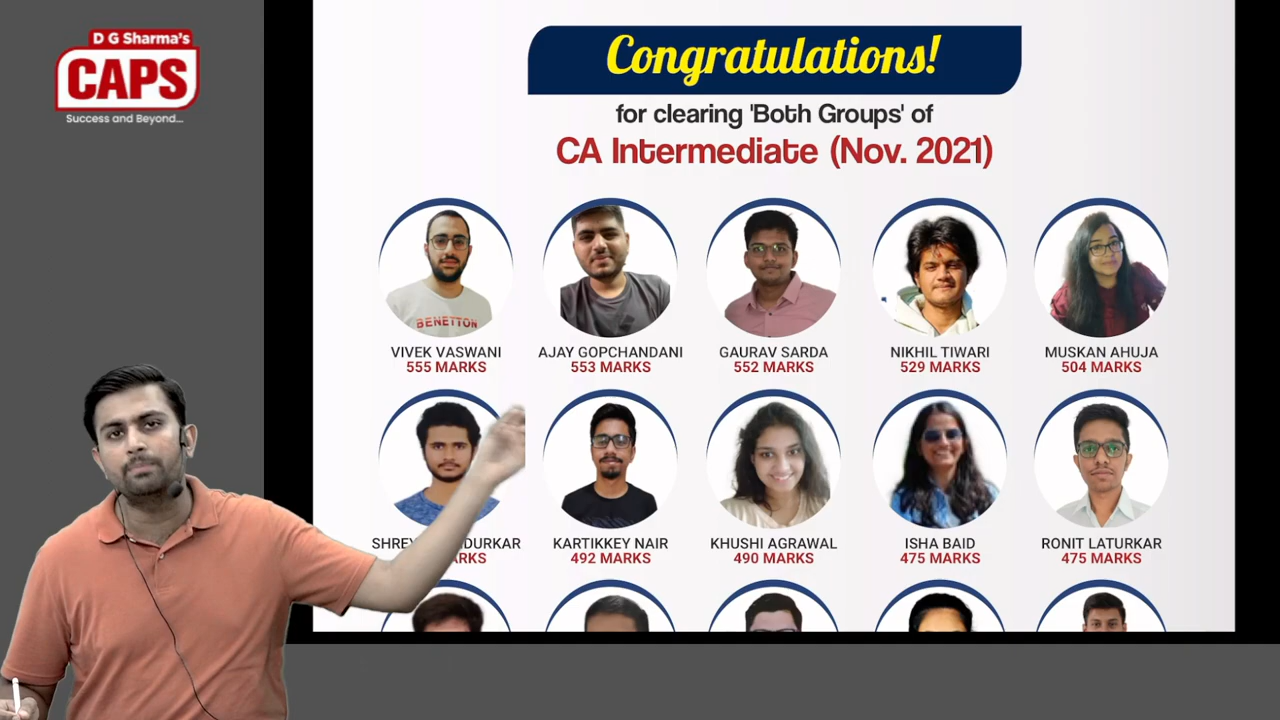 D G Sharma's
CAPS
Success and Beyond...
Congratulations!
for clearing 'Both Groups' of
CA Intermediate (Nov. 2021)
BENETTON
VIVEK VASWANI
555 MARKS
AJAY GOPCHANDANI
553 MARKS
GAURAV SARDA
552 MARKS
NIKHIL TIWARI
529 MARKS
MUSKAN AHUJA
504 MARKS
KARTIKKEY NAIR
492 MARKS
KHUSHI AGRAWAL
490 MARKS
ISHA BAID
475 MARKS
RONIT LATURKAR
475 MARKS